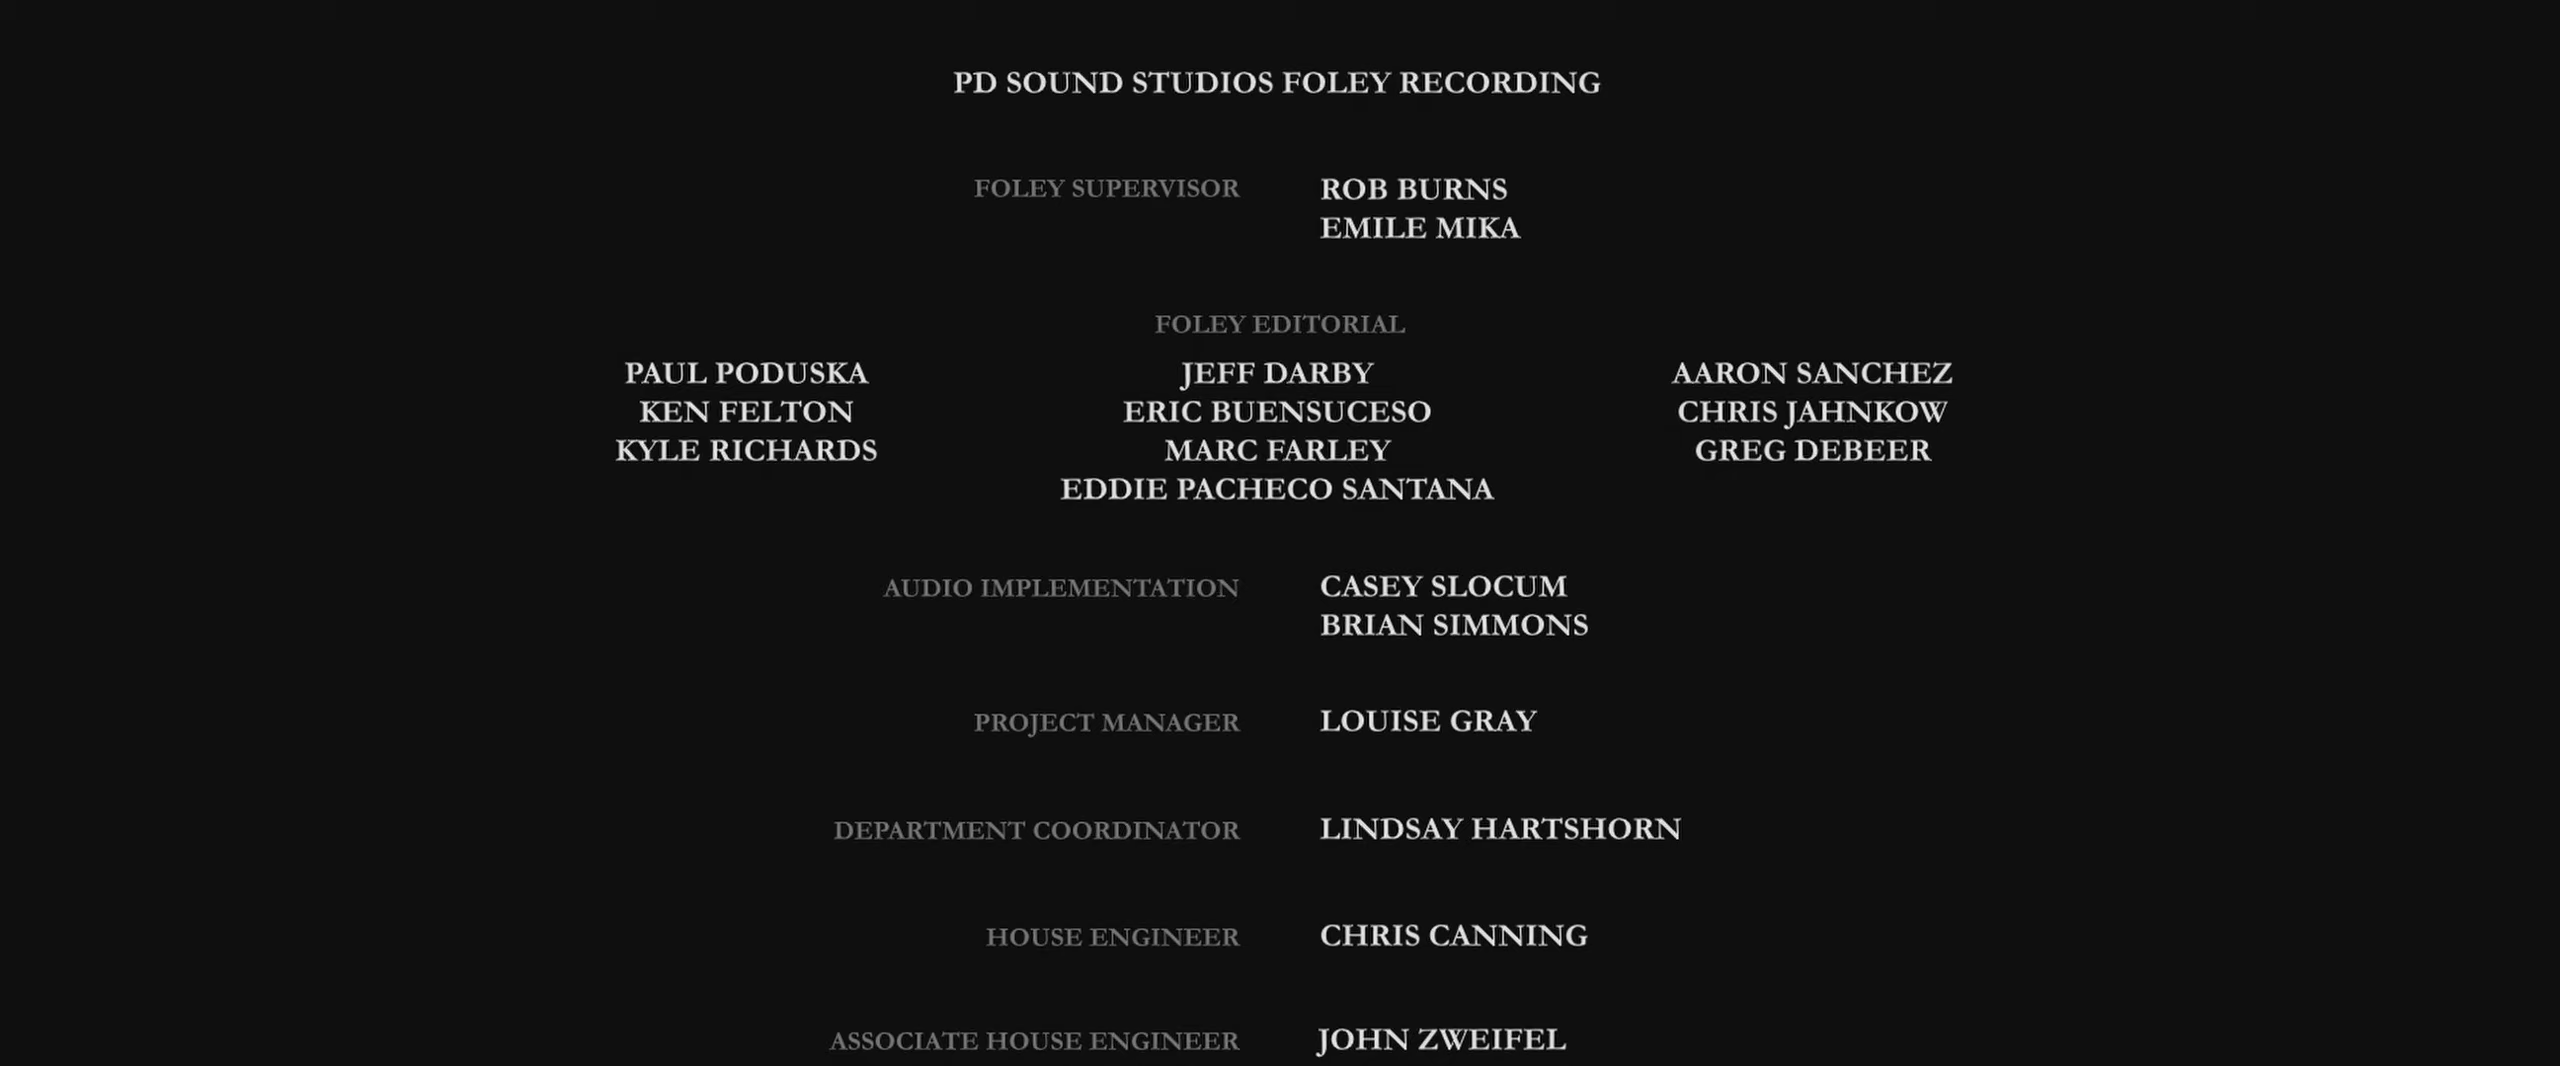 PD SOUND STUDIOS FOLEY RECORDING
FOLEY SUPERVISOR ROB BURNS
EMILE MIKA
FOLEY EDITORIAL
PAUL PODUSKA JEFF DARBY AARON SANCHEZ
KEN FELTON ERIC BUENSUCESO CHRIS JAHNKOW
KYLE RICHARDS MARC FARLEY GREG DEBEER
EDDIE PACHECO SANTANA
AUDIO IMPLEMENTATION CASEY SLOCUM
BRIAN SIMMONS
PROJECT MANAGER LOUISE GRAY
DEPARTMENT COORDINATOR LINDSAY HARTSHORN
HOUSE ENGINEER CHRIS CANNING
ASSOCIATE HOUSE ENGINEER JOHN ZWEIFEL